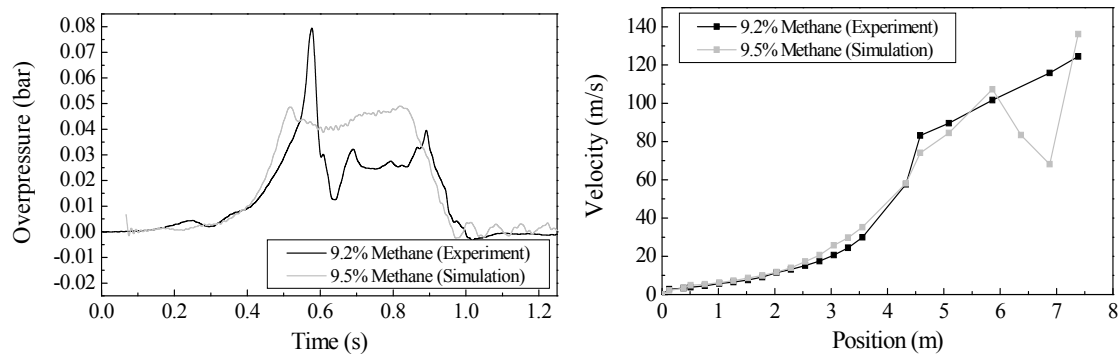 0.08
0.07
0.06
0.05
0.04
0.03
0.02
0.01
0.00
-0.01
-0.02
Overpressure (bar)
9.2% Methane (Experiment)
9.5% Methane (Simulation)
0.0 0.2 0.4 0.6 0.8 1.0 1.2
Time (s)
140
120
100
80
60
40
20
0
Velocity (m/s)
9.2% Methane (Experiment)
9.5% Methane (Simulation)
0 1 2 3 4 5 6 7 8
Position (m)